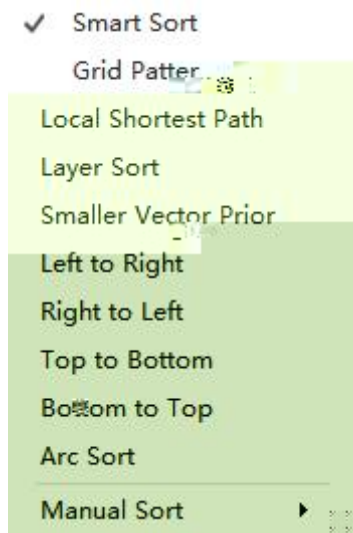 Smart Sort
Grid Patter
Local Shortest Path
Layer Sort
Smaller Vector Prior
Left to Right
Right to Left
Top to Bottom
Bottom to Top
Arc Sort
Manual Sort